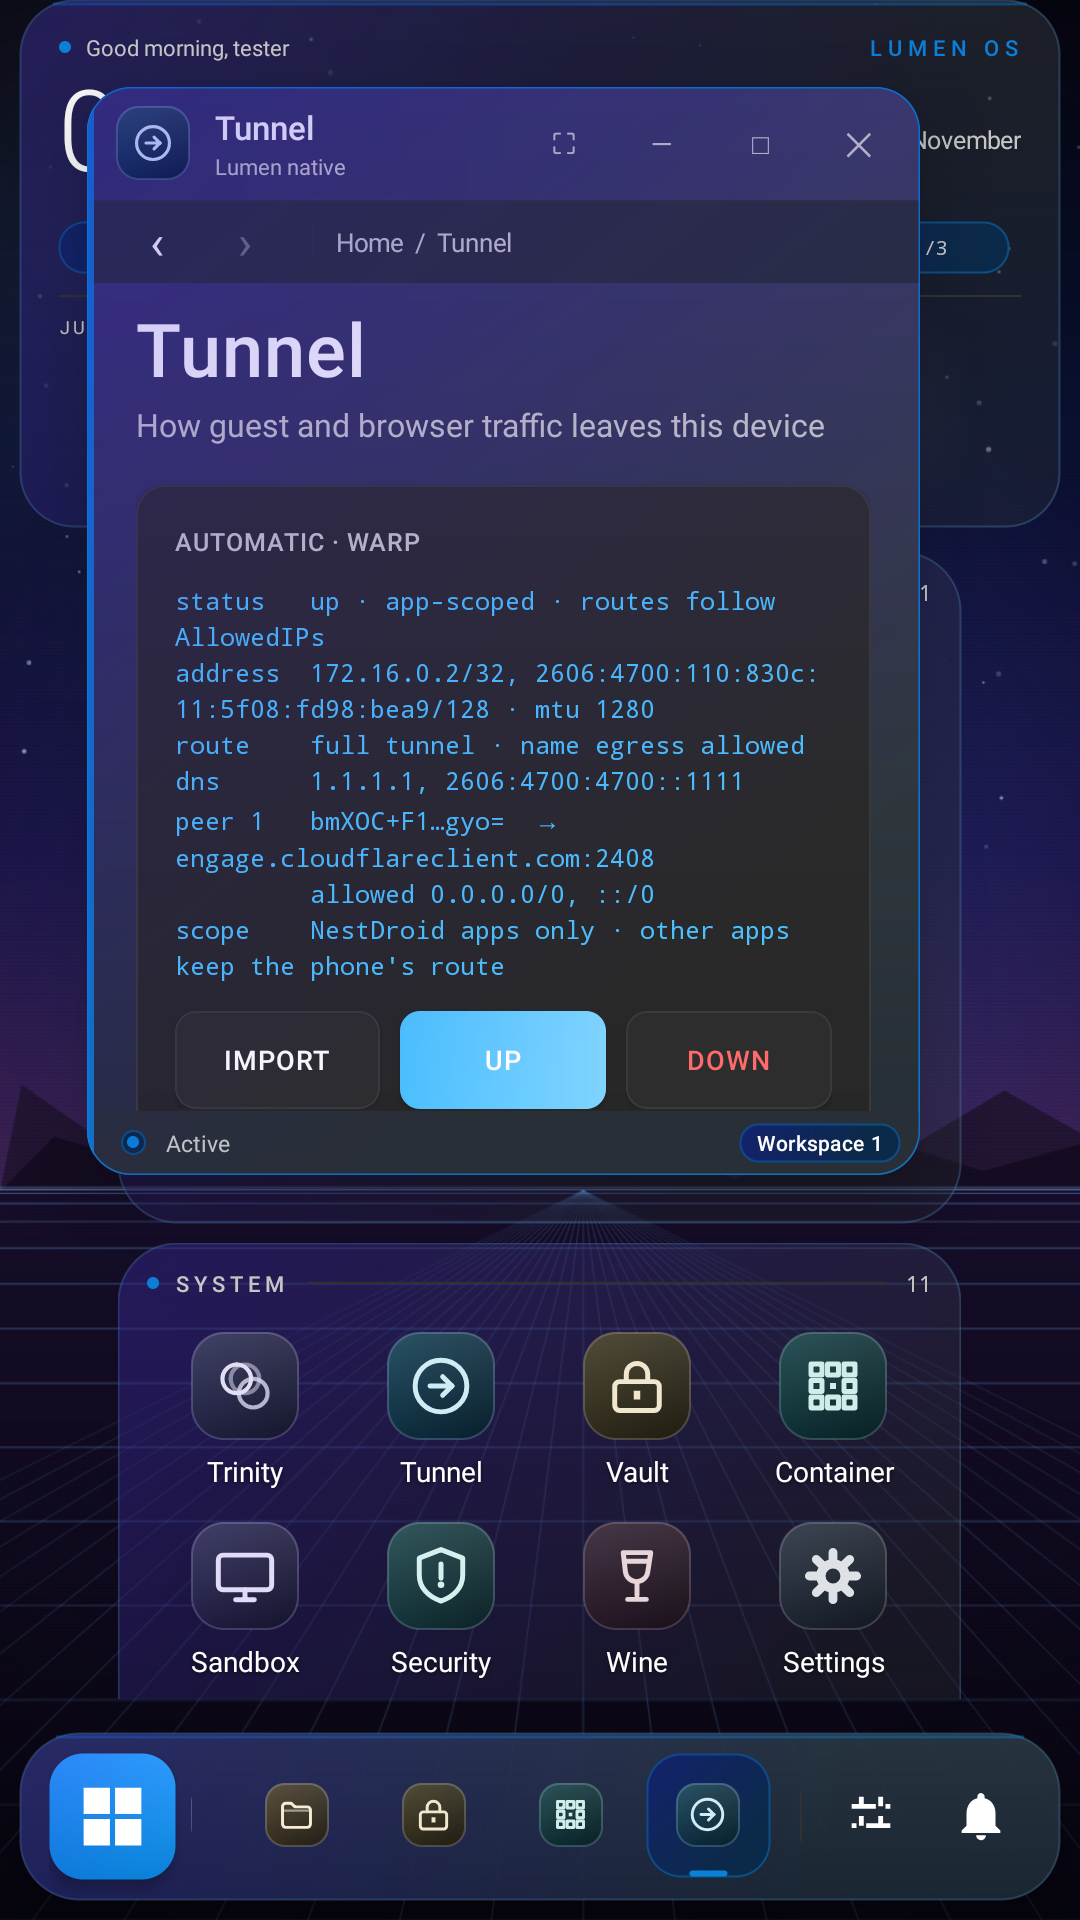 Good morning, tester
LUMEN OS
Tunnel
Lumen native
November
Home / Tunnel
/3
JU
Tunnel
How guest and browser traffic leaves this device
AUTOMATIC · WARP
status up · app-scoped · routes follow
AllowedIPs
address 172.16.0.2/32, 2606:4700:110:830c:
11:5f08:fd98:bea9/128 · mtu 1280
route full tunnel · name egress allowed
dns 1.1.1.1, 2606:4700:4700::1111
peer 1 bmXOC+F1…gyo= →
engage.cloudflareclient.com:2408
allowed 0.0.0.0/0, ::/0
scope NestDroid apps only · other apps
keep the phone's route
1
IMPORT
UP
DOWN
Active
Workspace 1
SYSTEM
11
Trinity
Tunnel
Vault
Container
Sandbox
Security
Wine
Settings